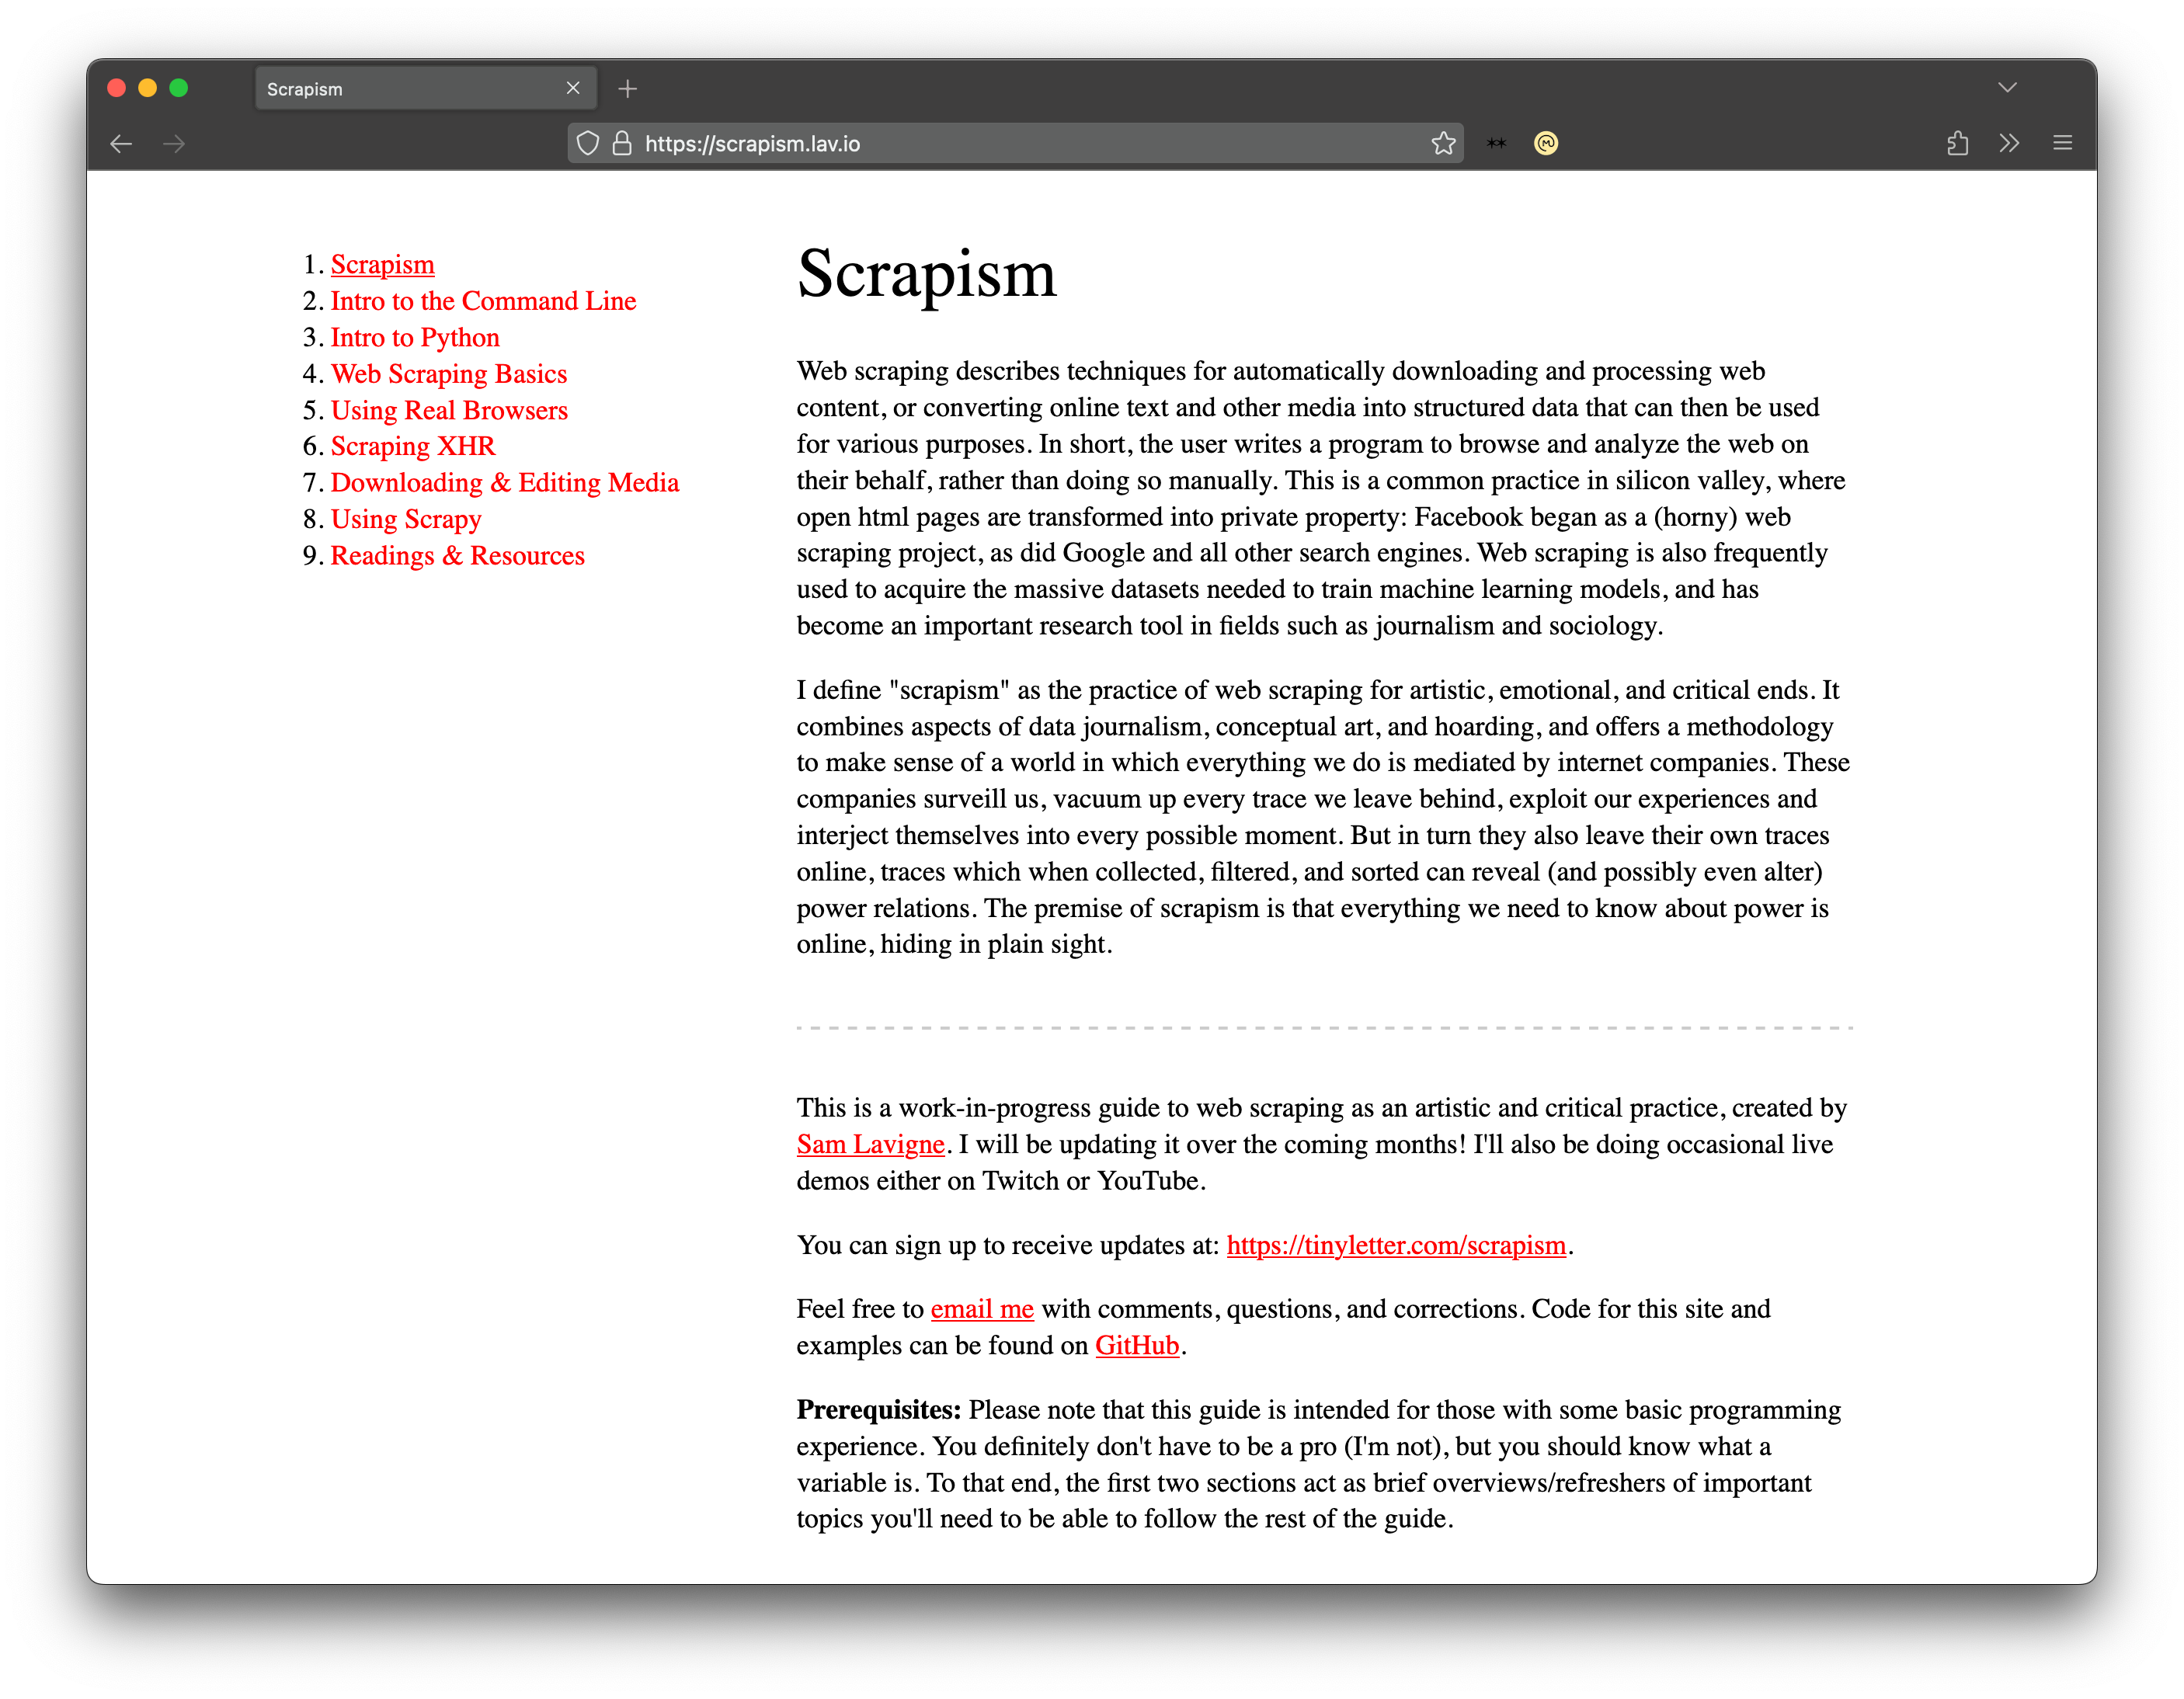 Scrapism
https://scrapism.lav.io
1. Scrapism
2. Intro to the Command Line
3. Intro to Python
4. Web Scraping Basics
5. Using Real Browsers
6. Scraping XHR
7. Downloading & Editing Media
8. Using Scrapy
9. Readings & Resources
Scrapism
Web scraping describes techniques for automatically downloading and processing web
content, or converting online text and other media into structured data that can then be used
for various purposes. In short, the user writes a program to browse and analyze the web on
their behalf, rather than doing so manually. This is a common practice in silicon valley, where
open html pages are transformed into private property: Facebook began as a (horny) web
scraping project, as did Google and all other search engines. Web scraping is also frequently
used to acquire the massive datasets needed to train machine learning models, and has
become an important research tool in fields such as journalism and sociology.
I define "scrapism" as the practice of web scraping for artistic, emotional, and critical ends. It
combines aspects of data journalism, conceptual art, and hoarding, and offers a methodology
to make sense of a world in which everything we do is mediated by internet companies. These
companies surveill us, vacuum up every trace we leave behind, exploit our experiences and
interject themselves into every possible moment. But in turn they also leave their own traces
online, traces which when collected, filtered, and sorted can reveal (and possibly even alter)
power relations. The premise of scrapism is that everything we need to know about power is
online, hiding in plain sight.
This is a work-in-progress guide to web scraping as an artistic and critical practice, created by
Sam Lavigne. I will be updating it over the coming months! I'll also be doing occasional live
demos either on Twitch or YouTube.
You can sign up to receive updates at: https://tinyletter.com/scrapism.
Feel free to email me with comments, questions, and corrections. Code for this site and
examples can be found on GitHub.
Prerequisites: Please note that this guide is intended for those with some basic programming
experience. You definitely don't have to be a pro (I'm not), but you should know what a
variable is. To that end, the first two sections act as brief overviews/refreshers of important
topics you'll need to be able to follow the rest of the guide.